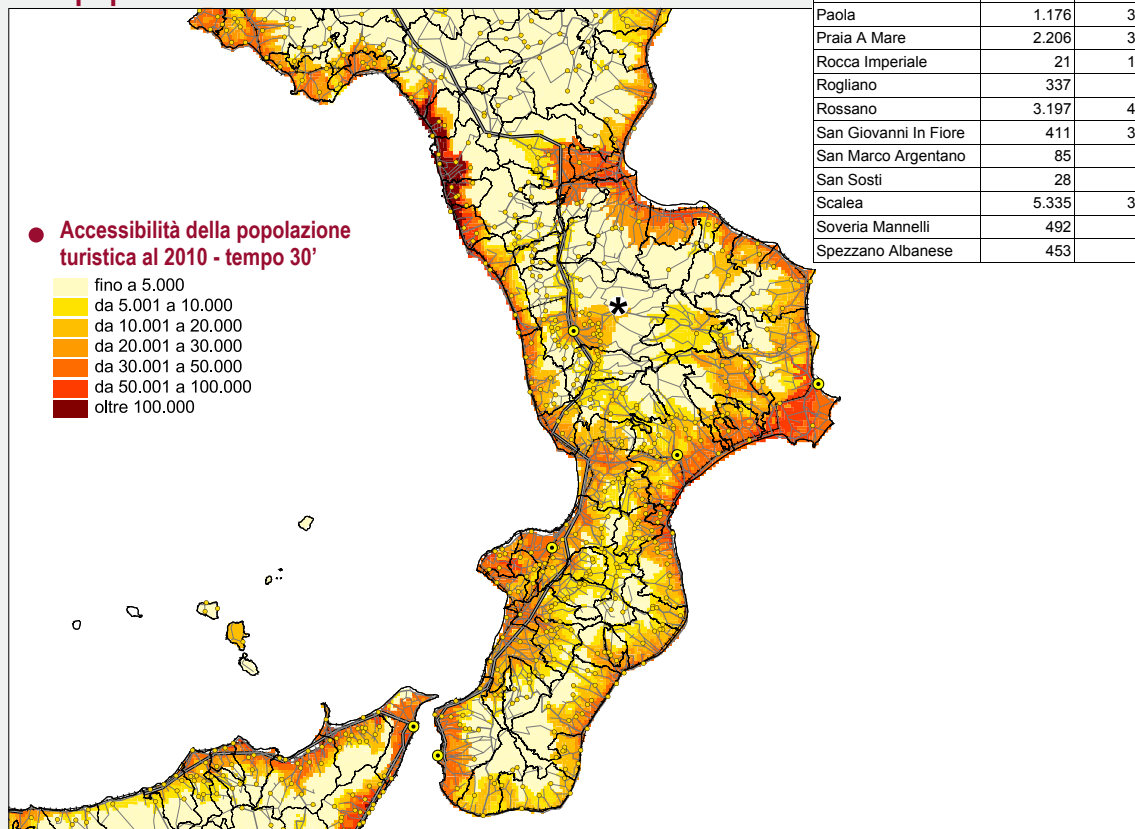 Accessibilità della popolazione
turistica al 2010 - tempo 30’
fino a 5.000
da 5.001 a 10.000
da 10.001 a 20.000
da 20.001 a 30.000
da 30.001 a 50.000
da 50.001 a 100.000
oltre 100.000
*
Paola 1.176 3
Praia A Mare 2.206 3
Rocca Imperiale 21 1
Rogliano 337
Rossano 3.197 4
San Giovanni In Fiore 411 3
San Marco Argentano 85
San Sosti 28
Scalea 5.335 3
Soveria Mannelli 492
Spezzano Albanese 453